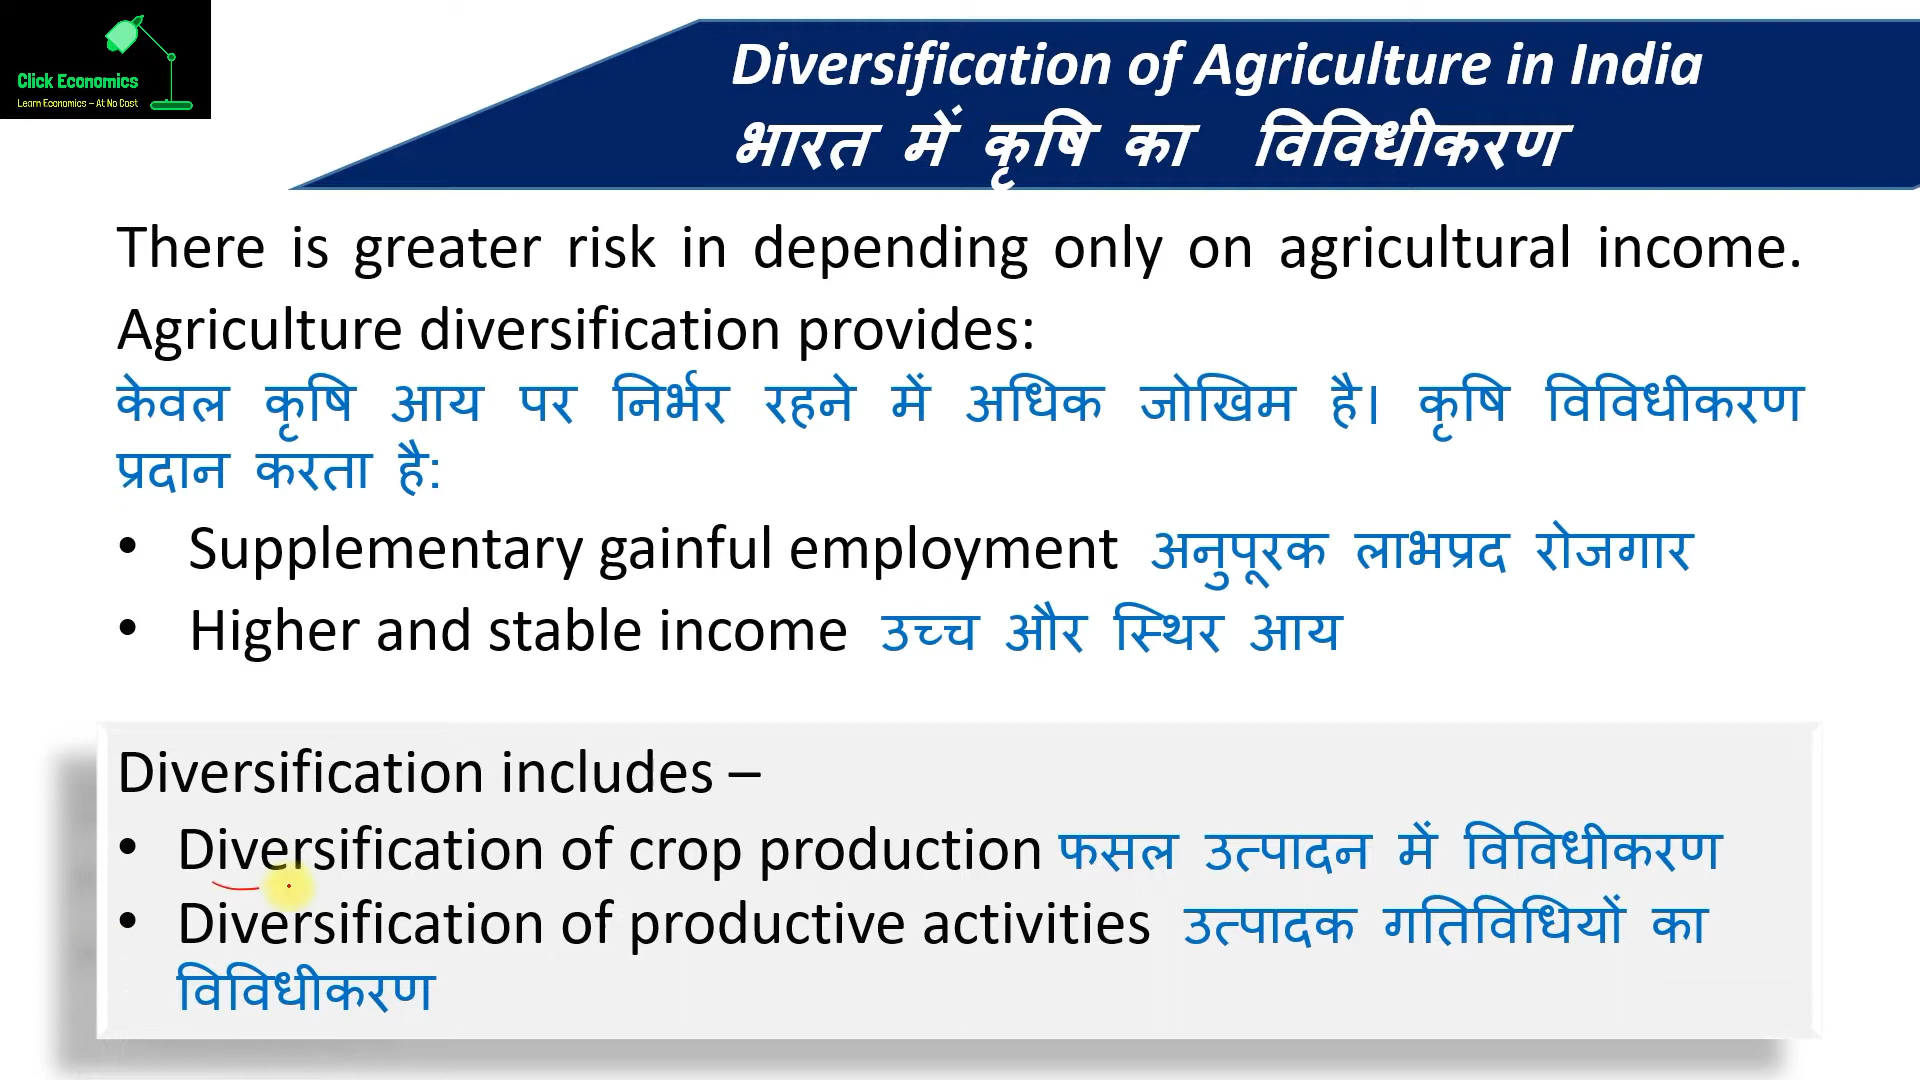 Click Economics
Learn Economics – At No Cost
Diversification of Agriculture in India
भारत में कृषि का विविधीकरण
There is greater risk in depending only on agricultural income.
Agriculture diversification provides:
केवल कृषि आय पर निर्भर रहने में अधिक जोखिम है। कृषि विविधीकरण
प्रदान करता है:
• Supplementary gainful employment अनुपूरक लाभप्रद रोजगार
• Higher and stable income उच्च और स्थिर आय
Diversification includes –
• Diversification of crop production फसल उत्पादन में विविधीकरण
• Diversification of productive activities उत्पादक गतिविधियों का
विविधीकरण